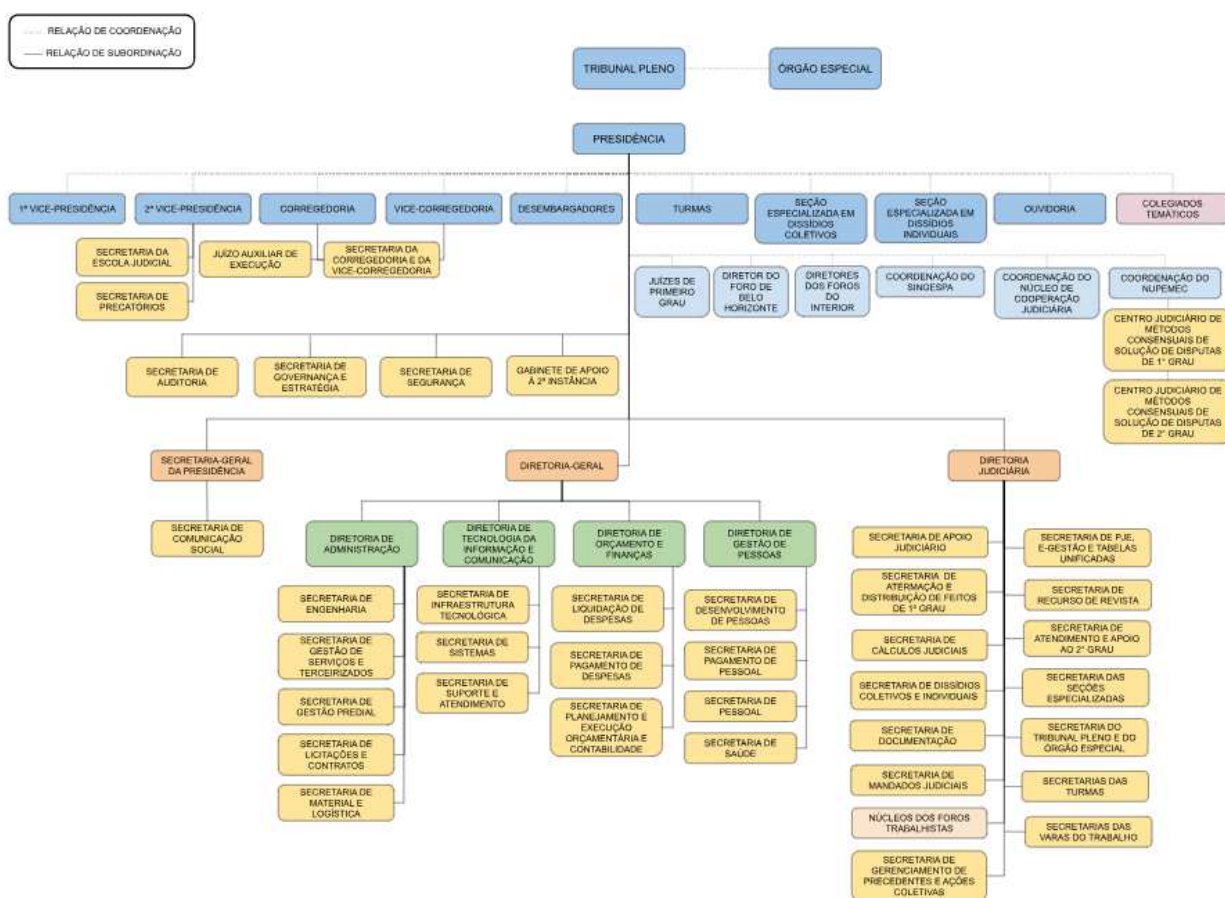 RELAÇÃO DE COORDENAÇÃO
RELAÇÃO DE SUBORDINAÇÃO
TRIBUNAL PLENO
ÓRGÃO ESPECIAL
PRESIDÊNCIA
1ª VICE-PRESIDÊNCIA
2ª VICE-PRESIDÊNCIA
CORREGEDORIA
VICE-CORREGEDORIA
DESEMBARGADORES
TURMAS
SEÇÃO
ESPECIALIZADA EM
DISSÍDIOS
COLETIVOS
SEÇÃO
ESPECIALIZADA EM
DISSÍDIOS
INDIVIDUAIS
OUVIDORIA
COLEGIADOS
TEMÁTICOS
SECRETARIA DA
ESCOLA JUDICIAL
SECRETARIA DE
PRECATÓRIOS
JUÍZO AUXILIAR DE
EXECUÇÃO
SECRETARIA DA
CORREGEDORIA E DA
VICE-CORREGEDORIA
JUÍZES DE
PRIMEIRO
GRAU
DIRETOR DO
FORO DE
BELO
HORIZONTE
DIRETORES
DOS FOROS
DO
INTERIOR
COORDENAÇÃO DO
SINGESPA
COORDENAÇÃO DO
NÚCLEO DE
COOPERAÇÃO
JUDICIÁRIA
COORDENAÇÃO DO
NUPEMEC
CENTRO JUDICIÁRIO DE
MÉTODOS
CONSENSUAIS DE
SOLUÇÃO DE DISPUTAS
DE 1° GRAU
CENTRO JUDICIÁRIO DE
MÉTODOS
CONSENSUAIS DE
SOLUÇÃO DE DISPUTAS
DE 2° GRAU
SECRETARIA DE
AUDITORIA
SECRETARIA DE
GOVERNANÇA E
ESTRATÉGIA
SECRETARIA DE
SEGURANÇA
GABINETE DE APOIO
À 2ª INSTÂNCIA
SECRETARIA-GERAL
DA PRESIDÊNCIA
DIRETORIA-GERAL
DIRETORIA
JUDICIÁRIA
SECRETARIA DE
COMUNICAÇÃO
SOCIAL
DIRETORIA DE
ADMINISTRAÇÃO
DIRETORIA DE
TECNOLOGIA DA
INFORMAÇÃO E
COMUNICAÇÃO
DIRETORIA DE
ORÇAMENTO E
FINANÇAS
DIRETORIA DE
GESTÃO DE
PESSOAS
SECRETARIA DE
ENGENHARIA
SECRETARIA DE
GESTÃO DE
SERVIÇOS E
TERCEIRIZADOS
SECRETARIA DE
GESTÃO PREDIAL
SECRETARIA DE
LICITAÇÕES E
CONTRATOS
SECRETARIA DE
MATERIAL E
LOGÍSTICA
SECRETARIA DE
INFRAESTRUTURA
TECNOLÓGICA
SECRETARIA DE
SISTEMAS
SECRETARIA DE
SUPORTE E
ATENDIMENTO
SECRETARIA DE
LIQUIDAÇÃO DE
DESPESAS
SECRETARIA DE
PAGAMENTO DE
DESPESAS
SECRETARIA DE
PLANEJAMENTO E
EXECUÇÃO
ORÇAMENTÁRIA E
CONTABILIDADE
SECRETARIA DE
DESENVOLVIMENTO
DE PESSOAS
SECRETARIA DE
PAGAMENTO DE
PESSOAL
SECRETARIA DE
PESSOAL
SECRETARIA DE
SAÚDE
SECRETARIA DE APOIO
JUDICIÁRIO
SECRETARIA DE
ATERMAÇÃO E
DISTRIBUIÇÃO DE FEITOS
DE 1º GRAU
SECRETARIA DE
CÁLCULOS JUDICIAIS
SECRETARIA DE DISSÍDIOS
COLETIVOS E INDIVIDUAIS
SECRETARIA DE
DOCUMENTAÇÃO
SECRETARIA DE
MANDADOS JUDICIAIS
NÚCLEOS DOS FOROS
TRABALHISTAS
SECRETARIA DE
GERENCIAMENTO DE
PRECEDENTES E AÇÕES
COLETIVAS
SECRETARIA DE PJE,
E-GESTÃO E TABELAS
UNIFICADAS
SECRETARIA DE
RECURSO DE REVISTA
SECRETARIA DE
ATENDIMENTO E APOIO
AO 2° GRAU
SECRETARIA DAS
SEÇÕES
ESPECIALIZADAS
SECRETARIA DO
TRIBUNAL PLENO E DO
ÓRGÃO ESPECIAL
SECRETARIAS DAS
TURMAS
SECRETARIAS DAS
VARAS DO TRABALHO